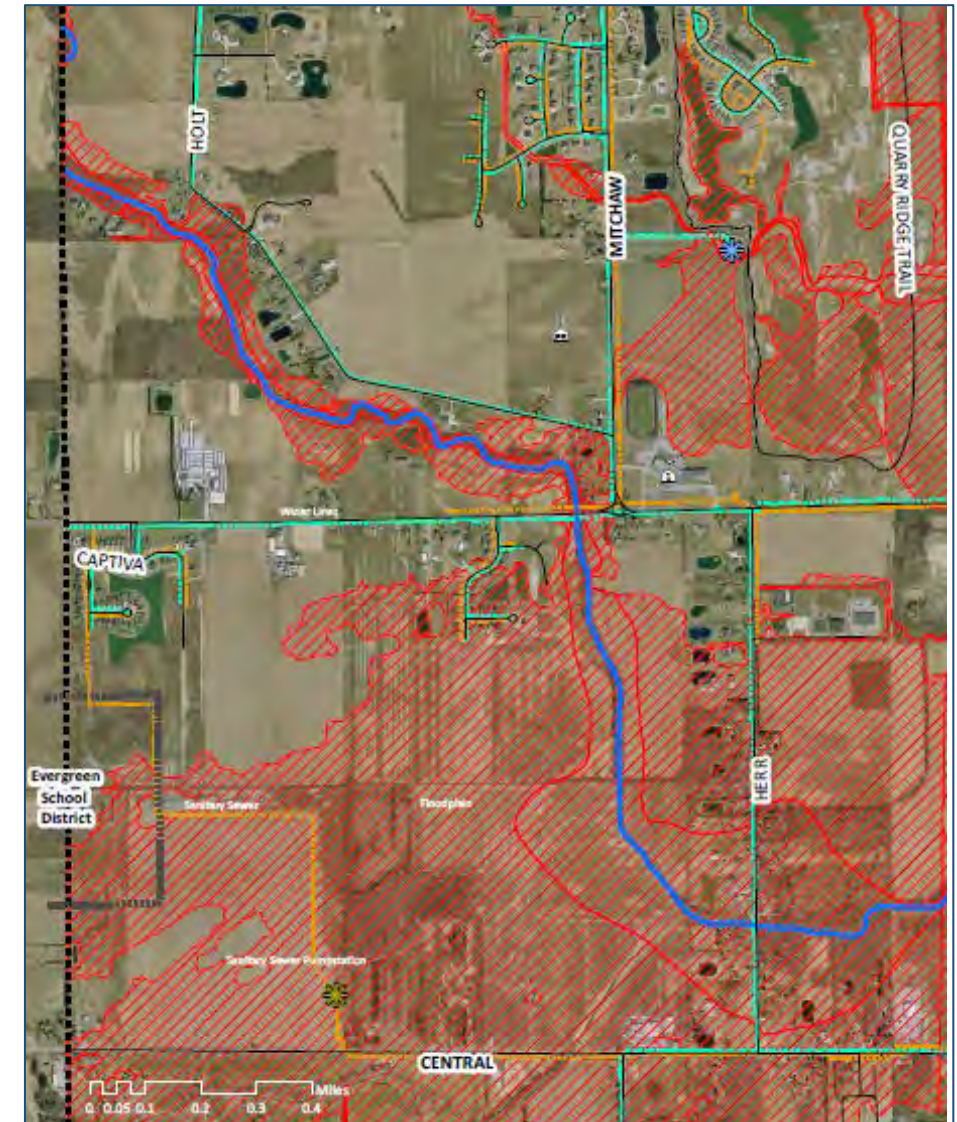 HOLT
MITCHAW
QUARRY RIDGE TRAIL
Water Lines
CAPTIVA
Evergreen
School
District
Sanitary Sewer
Floodplain
HERR
Sanitary Sewer Pumpstation
CENTRAL
Miles
0 0.05 0.1 0.2 0.3 0.4